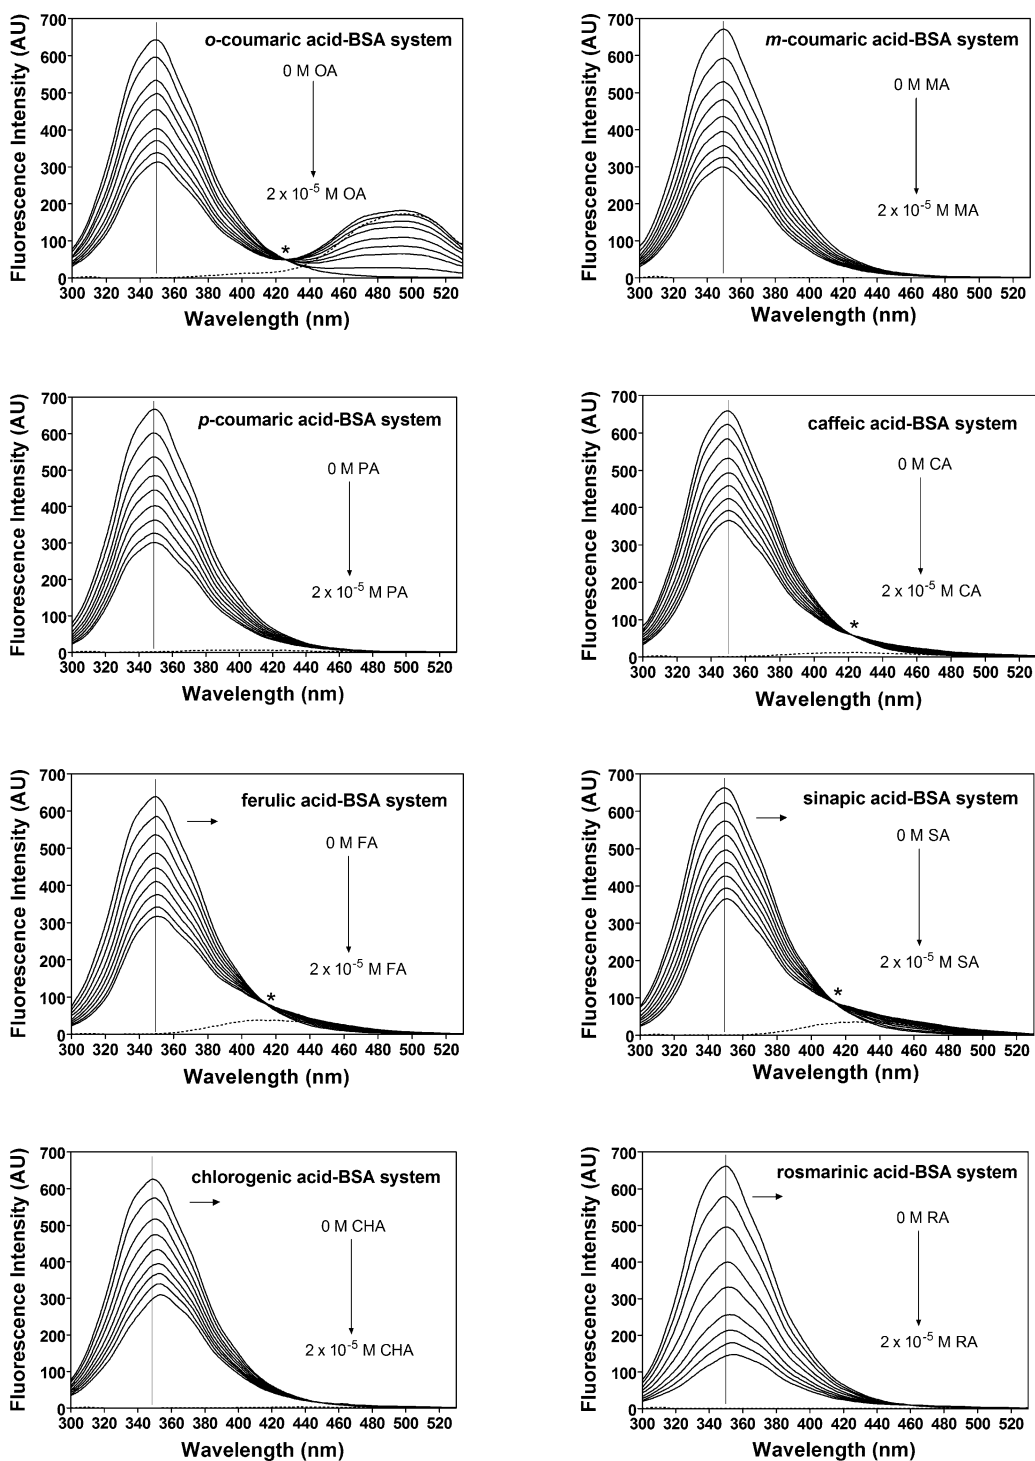 Fluorescence Intensity (AU)
700
600
500
400
300
200
100
0
o-coumaric acid-BSA system
0 M OA
2 x 10-5 M OA
*
300 320 340 360 380 400 420 440 460 480 500 520
Wavelength (nm)
Fluorescence Intensity (AU)
700
600
500
400
300
200
100
0
m-coumaric acid-BSA system
0 M MA
2 x 10-5 M MA
300 320 340 360 380 400 420 440 460 480 500 520
Wavelength (nm)
Fluorescence Intensity (AU)
700
600
500
400
300
200
100
0
p-coumaric acid-BSA system
0 M PA
2 x 10-5 M PA
300 320 340 360 380 400 420 440 460 480 500 520
Wavelength (nm)
Fluorescence Intensity (AU)
700
600
500
400
300
200
100
0
caffeic acid-BSA system
0 M CA
2 x 10-5 M CA
*
300 320 340 360 380 400 420 440 460 480 500 520
Wavelength (nm)
Fluorescence Intensity (AU)
700
600
500
400
300
200
100
0
ferulic acid-BSA system
0 M FA
2 x 10-5 M FA
*
300 320 340 360 380 400 420 440 460 480 500 520
Wavelength (nm)
Fluorescence Intensity (AU)
700
600
500
400
300
200
100
0
sinapic acid-BSA system
0 M SA
2 x 10-5 M SA
*
300 320 340 360 380 400 420 440 460 480 500 520
Wavelength (nm)
Fluorescence Intensity (AU)
700
600
500
400
300
200
100
0
chlorogenic acid-BSA system
0 M CHA
2 x 10-5 M CHA
300 320 340 360 380 400 420 440 460 480 500 520
Wavelength (nm)
Fluorescence Intensity (AU)
700
600
500
400
300
200
100
0
rosmarinic acid-BSA system
0 M RA
2 x 10-5 M RA
300 320 340 360 380 400 420 440 460 480 500 520
Wavelength (nm)